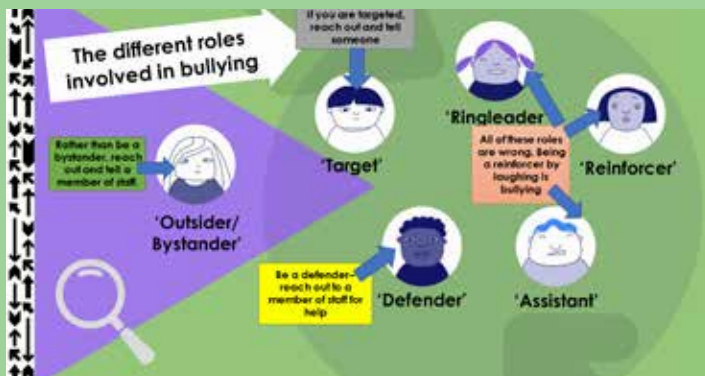 The different roles
involved in bullying
If you are targeted,
reach out and tell
someone
'Target'
'Ringleader
'Reinforcer'
All of these roles
are wrong. Being
a reinforcer by
laughing is
bullying
Rather than be a
bystander, reach
out and tell a
member of staff.
'Outsider/
Bystander'
Be a defender–
reach out to a
member of staff for
help
'Defender'
'Assistant'